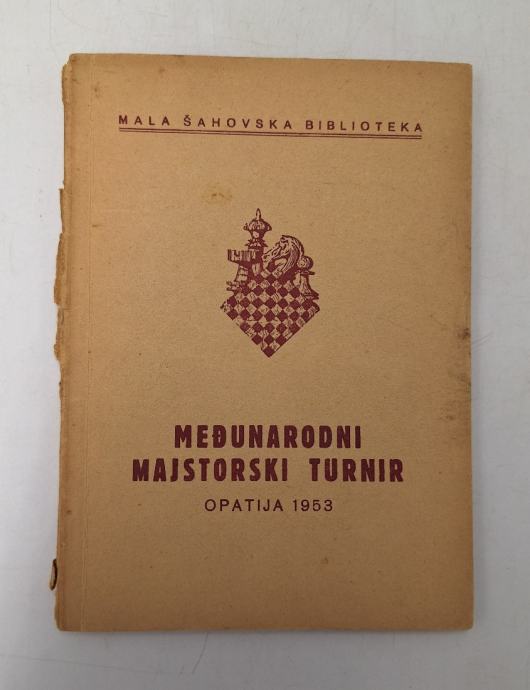 MALA ŠAHOVSKA BIBLIOTEKA
MEĐUNARODNI
MAJSTORSKI TURNIR
OPATIJA 1953